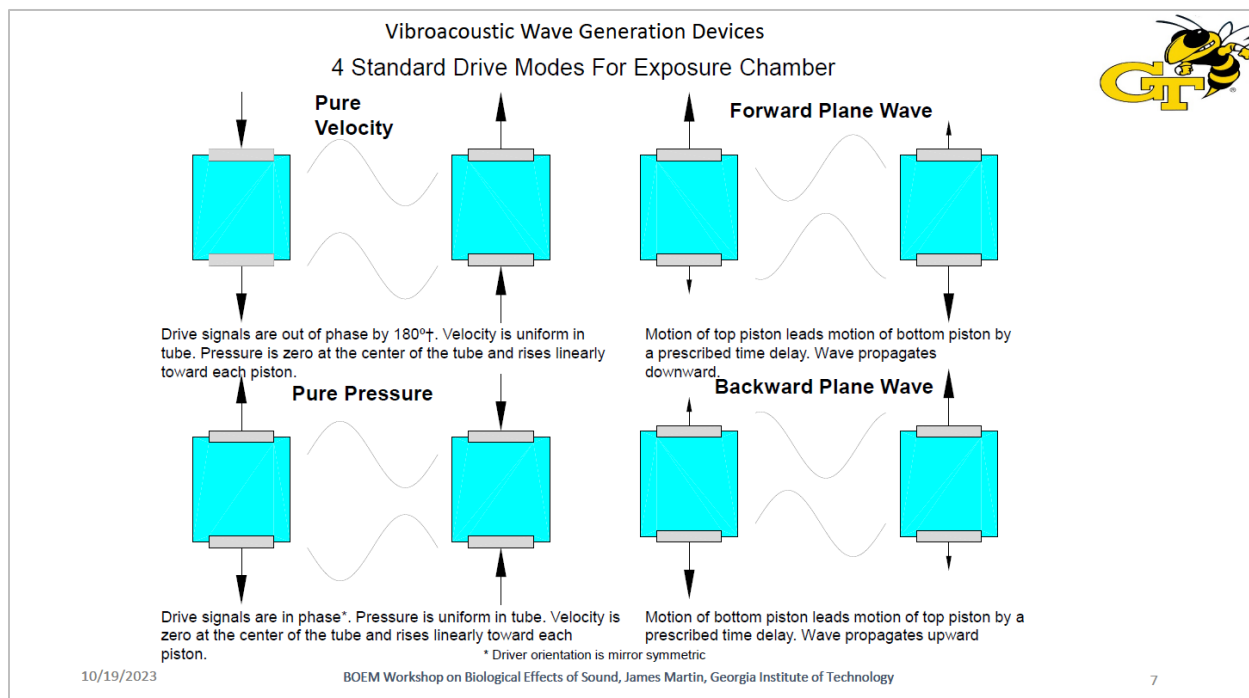 Vibroacoustic Wave Generation Devices
4 Standard Drive Modes For Exposure Chamber
GT
®
Pure
Velocity
Forward Plane Wave
Drive signals are out of phase by 180º†. Velocity is uniform in
tube. Pressure is zero at the center of the tube and rises linearly
toward each piston.
Motion of top piston leads motion of bottom piston by
a prescribed time delay. Wave propagates
downward.
Pure Pressure
Backward Plane Wave
Drive signals are in phase*. Pressure is uniform in tube. Velocity is
zero at the center of the tube and rises linearly toward each
piston.
Motion of bottom piston leads motion of top piston by a
prescribed time delay. Wave propagates upward
* Driver orientation is mirror symmetric
10/19/2023
BOEM Workshop on Biological Effects of Sound, James Martin, Georgia Institute of Technology
7